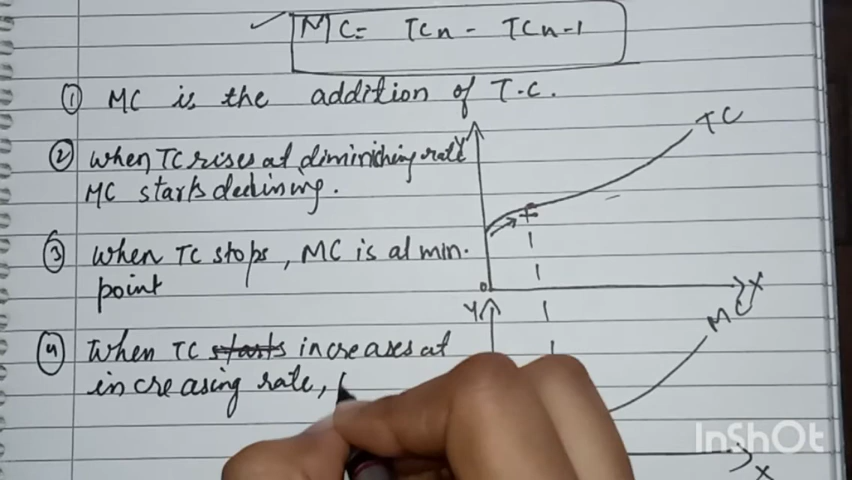 MC = TCn - TCn-1
① MC is the addition of T.C.
② When TC rises at diminiching rate
MC starts declining.
③ When TC stops, MC is at min.
point
④ When TC starts increases at
increasing rate,
Y
TC
O
X
Y
MC
X
InShOt